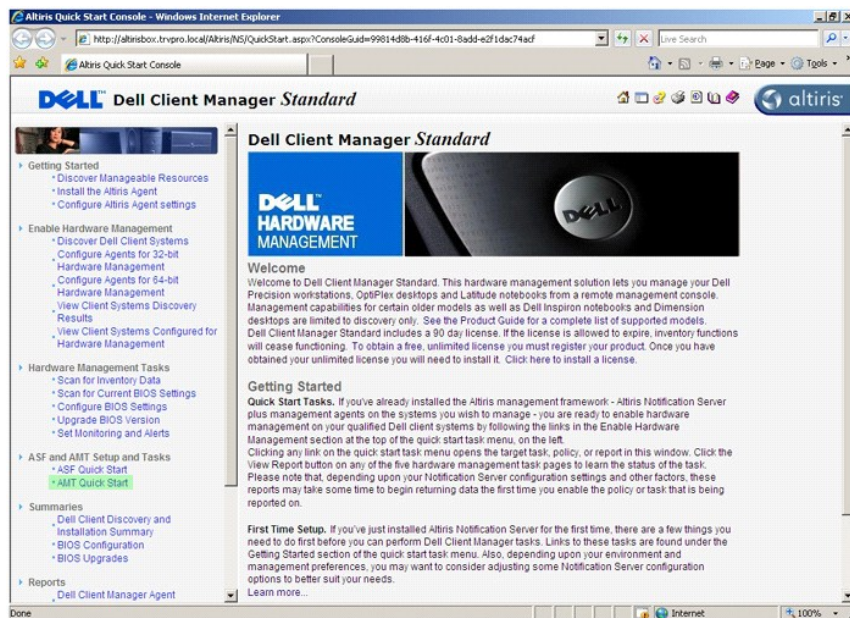 Altiris Quick Start Console - Windows Internet Explorer
http://altirisbox.trvpro.local/Altiris/NS/QuickStart.aspx?ConsoleGuid=99814d8b-416f-4c01-8add-e2f1dac74acf
Live Search
Altiris Quick Start Console
Page
Tools
DELL™ Dell Client Manager Standard
altiris
Getting Started
Discover Manageable Resources
Install the Altiris Agent
Configure Altiris Agent settings
Enable Hardware Management
Discover Dell Client Systems
Configure Agents for 32-bit
Hardware Management
Configure Agents for 64-bit
Hardware Management
View Client Systems Discovery
Results
View Client Systems Configured for
Hardware Management
Hardware Management Tasks
Scan for Inventory Data
Scan for Current BIOS Settings
Configure BIOS Settings
Upgrade BIOS Version
Set Monitoring and Alerts
ASF and AMT Setup and Tasks
ASF Quick Start
AMT Quick Start
Summaries
Dell Client Discovery and
Installation Summary
BIOS Configuration
BIOS Upgrades
Reports
Dell Client Manager Agent
Dell Client Manager Standard
DELL™
HARDWARE
MANAGEMENT
DELL
Welcome
Welcome to Dell Client Manager Standard. This hardware management solution lets you manage your Dell
Precision workstations, OptiPlex desktops and Latitude notebooks from a remote management console.
Management capabilities for certain older models as well as Dell Inspiron notebooks and Dimension
desktops are limited to discovery only. See the Product Guide for a complete list of supported models.
Dell Client Manager Standard includes a 90 day license. If the license is allowed to expire, inventory functions
will cease functioning. To obtain a free, unlimited license you must register your product. Once you have
obtained your unlimited license you will need to install it. Click here to install a license.
Getting Started
Quick Start Tasks. If you've already installed the Altiris management framework - Altiris Notification Server
plus management agents on the systems you wish to manage - you are ready to enable hardware
management on your qualified Dell client systems by following the links in the Enable Hardware
Management section at the top of the quick start task menu, on the left.
Clicking any link on the quick start task menu opens the target task, policy, or report in this window. Click the
View Report button on any of the five hardware management task pages to learn the status of the task.
Please note that, depending upon your Notification Server configuration settings and other factors, these
reports may take some time to begin returning data the first time you enable the policy or task that is being
reported on.
First Time Setup. If you've just installed Altiris Notification Server for the first time, there are a few things you
need to do first before you can perform Dell Client Manager tasks. Links to these tasks are found under the
Getting Started section of the quick start task menu. Also, depending upon your environment and
management preferences, you may want to consider adjusting some Notification Server configuration
options to better suit your needs.
Learn more...
Done
Internet
100%